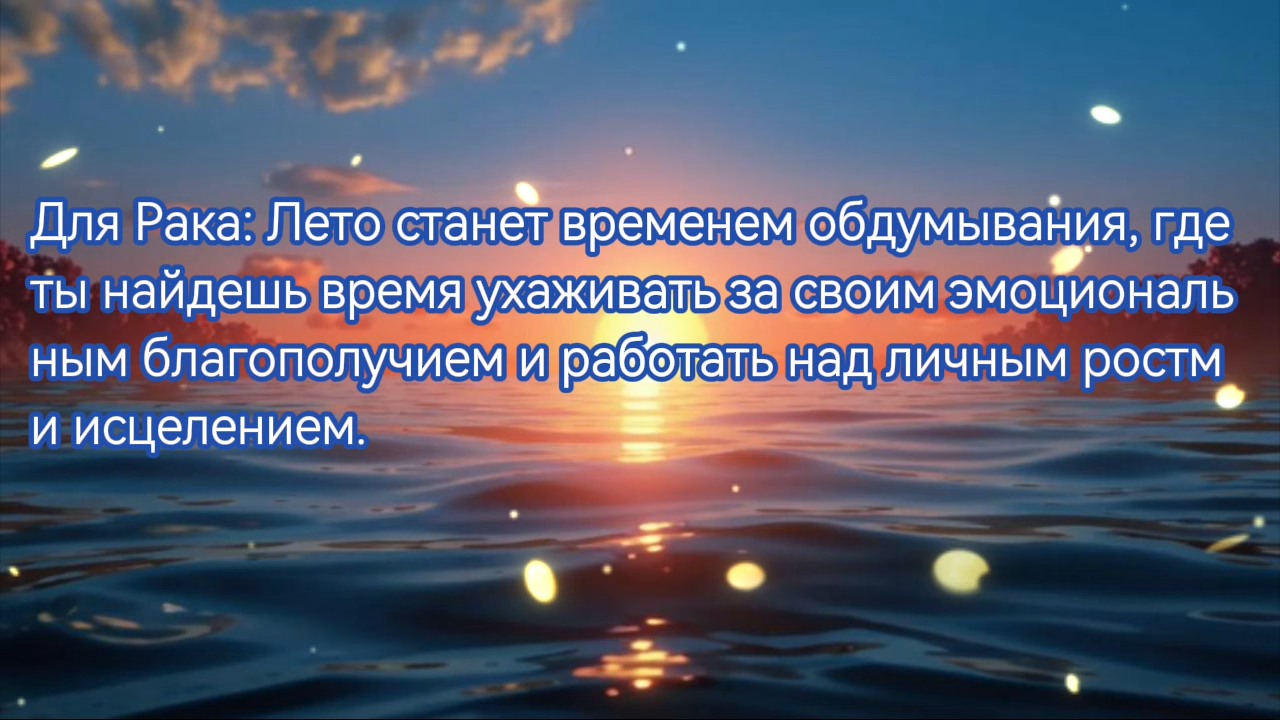 Для Рака: Лето станет временем обдумывания, где
ты найдешь время ухаживать за своим эмоциональ
ным благополучием и работать над личным ростм
и исцелением.